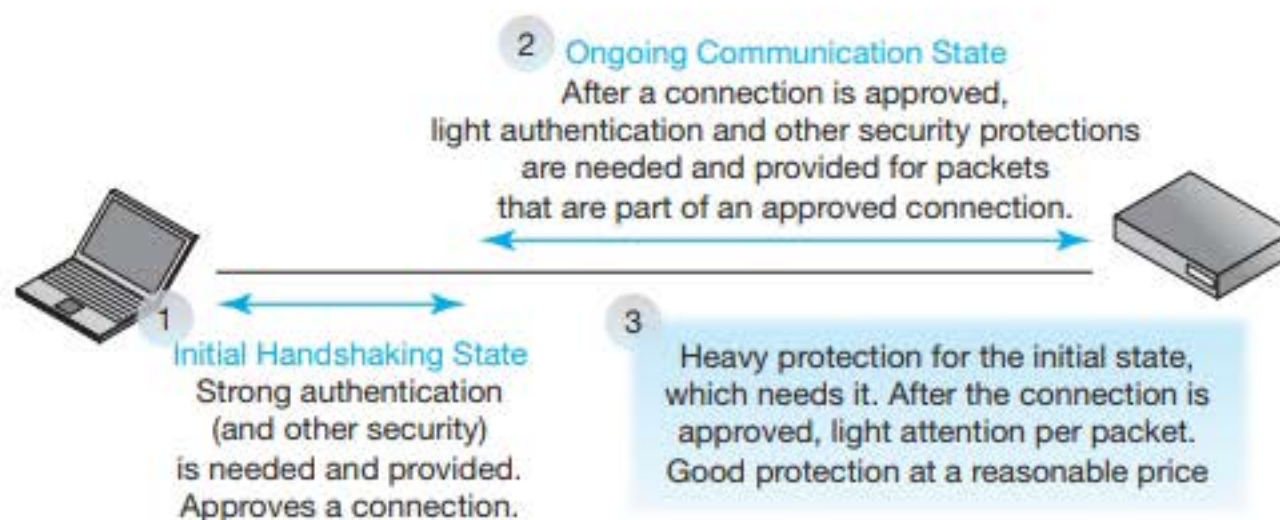 2
Ongoing Communication State
After a connection is approved,
light authentication and other security protections
are needed and provided for packets
that are part of an approved connection.
1
Initial Handshaking State
Strong authentication
(and other security)
is needed and provided.
Approves a connection.
3
Heavy protection for the initial state,
which needs it. After the connection is
approved, light attention per packet.
Good protection at a reasonable price